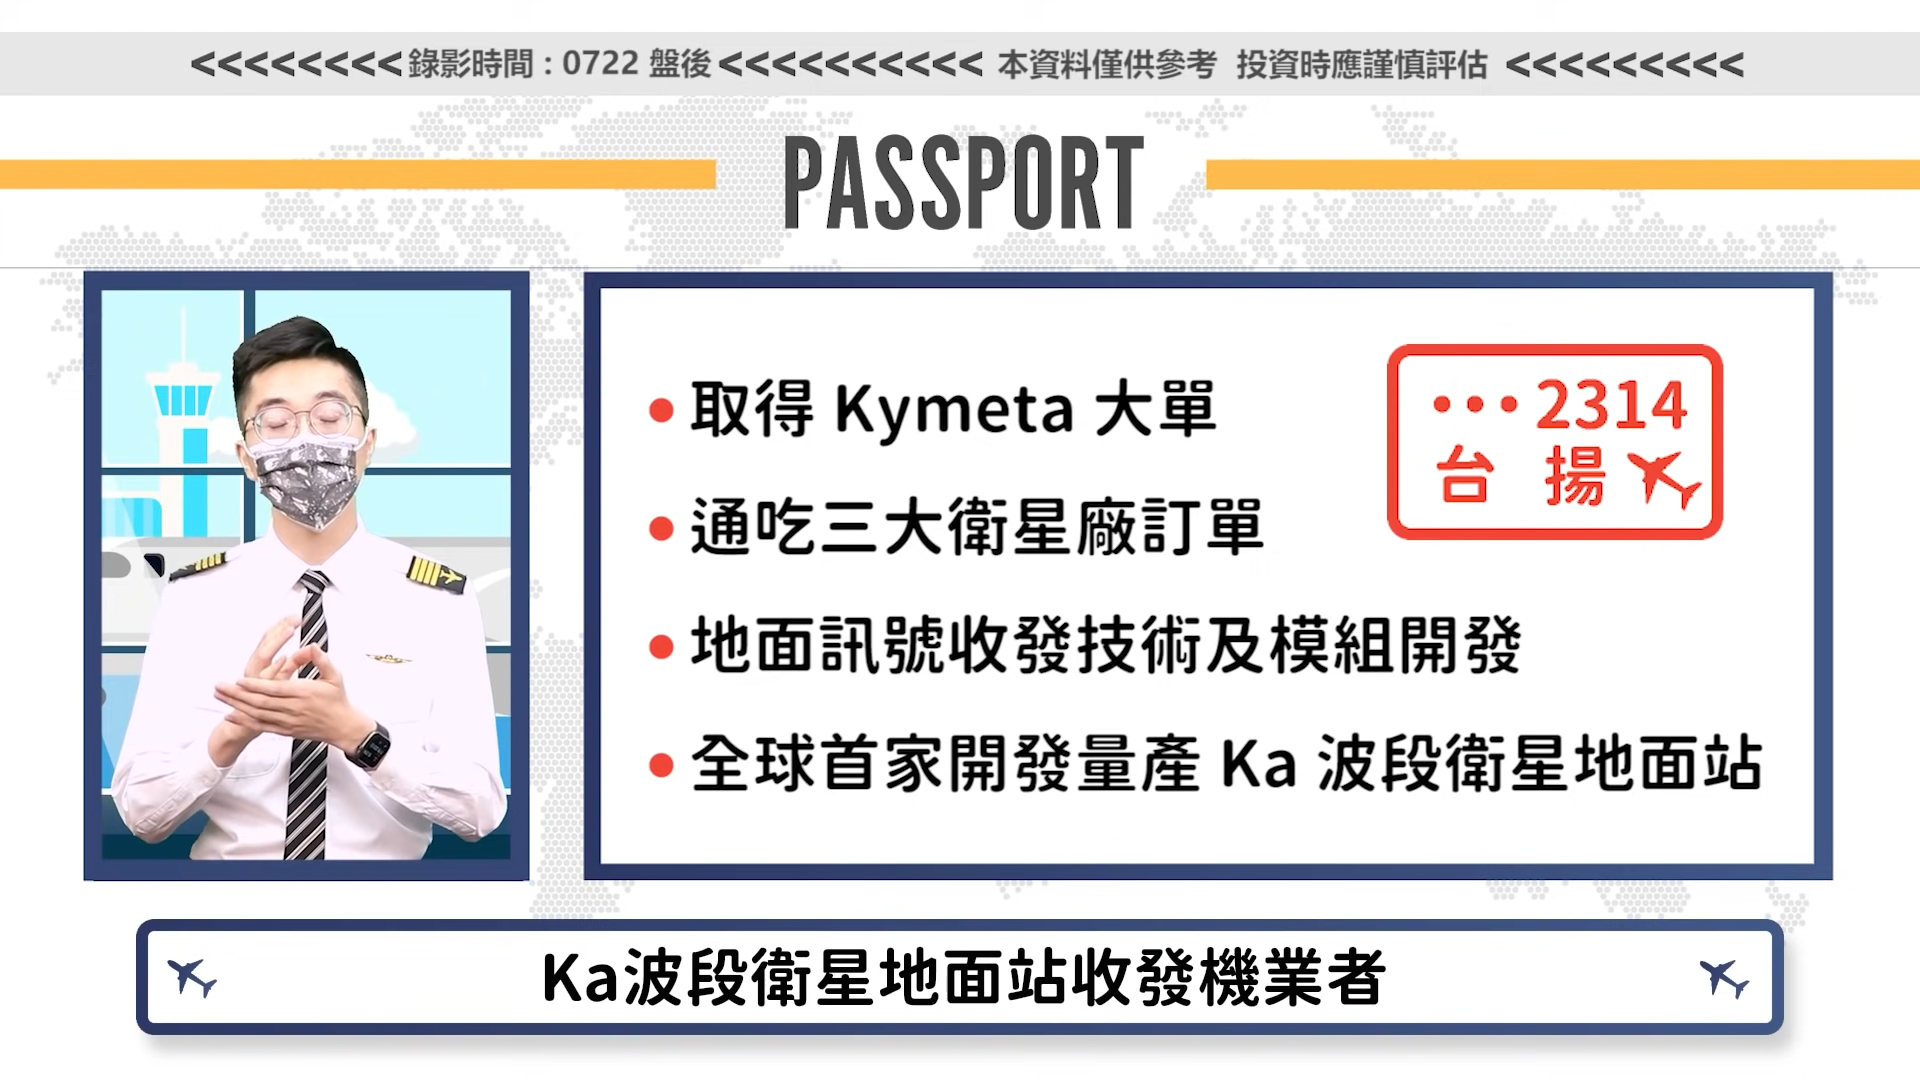 <<<<<<<<錄影時間：0722 盤後<<<<<<<<<< 本資料僅供參考 投資時應謹慎評估 <<<<<<<<<
PASSPORT
•••2314
台 揚
• 取得 Kymeta 大單
• 通吃三大衛星廠訂單
• 地面訊號收發技術及模組開發
• 全球首家開發量產 Ka 波段衛星地面站
Ka波段衛星地面站收發機業者